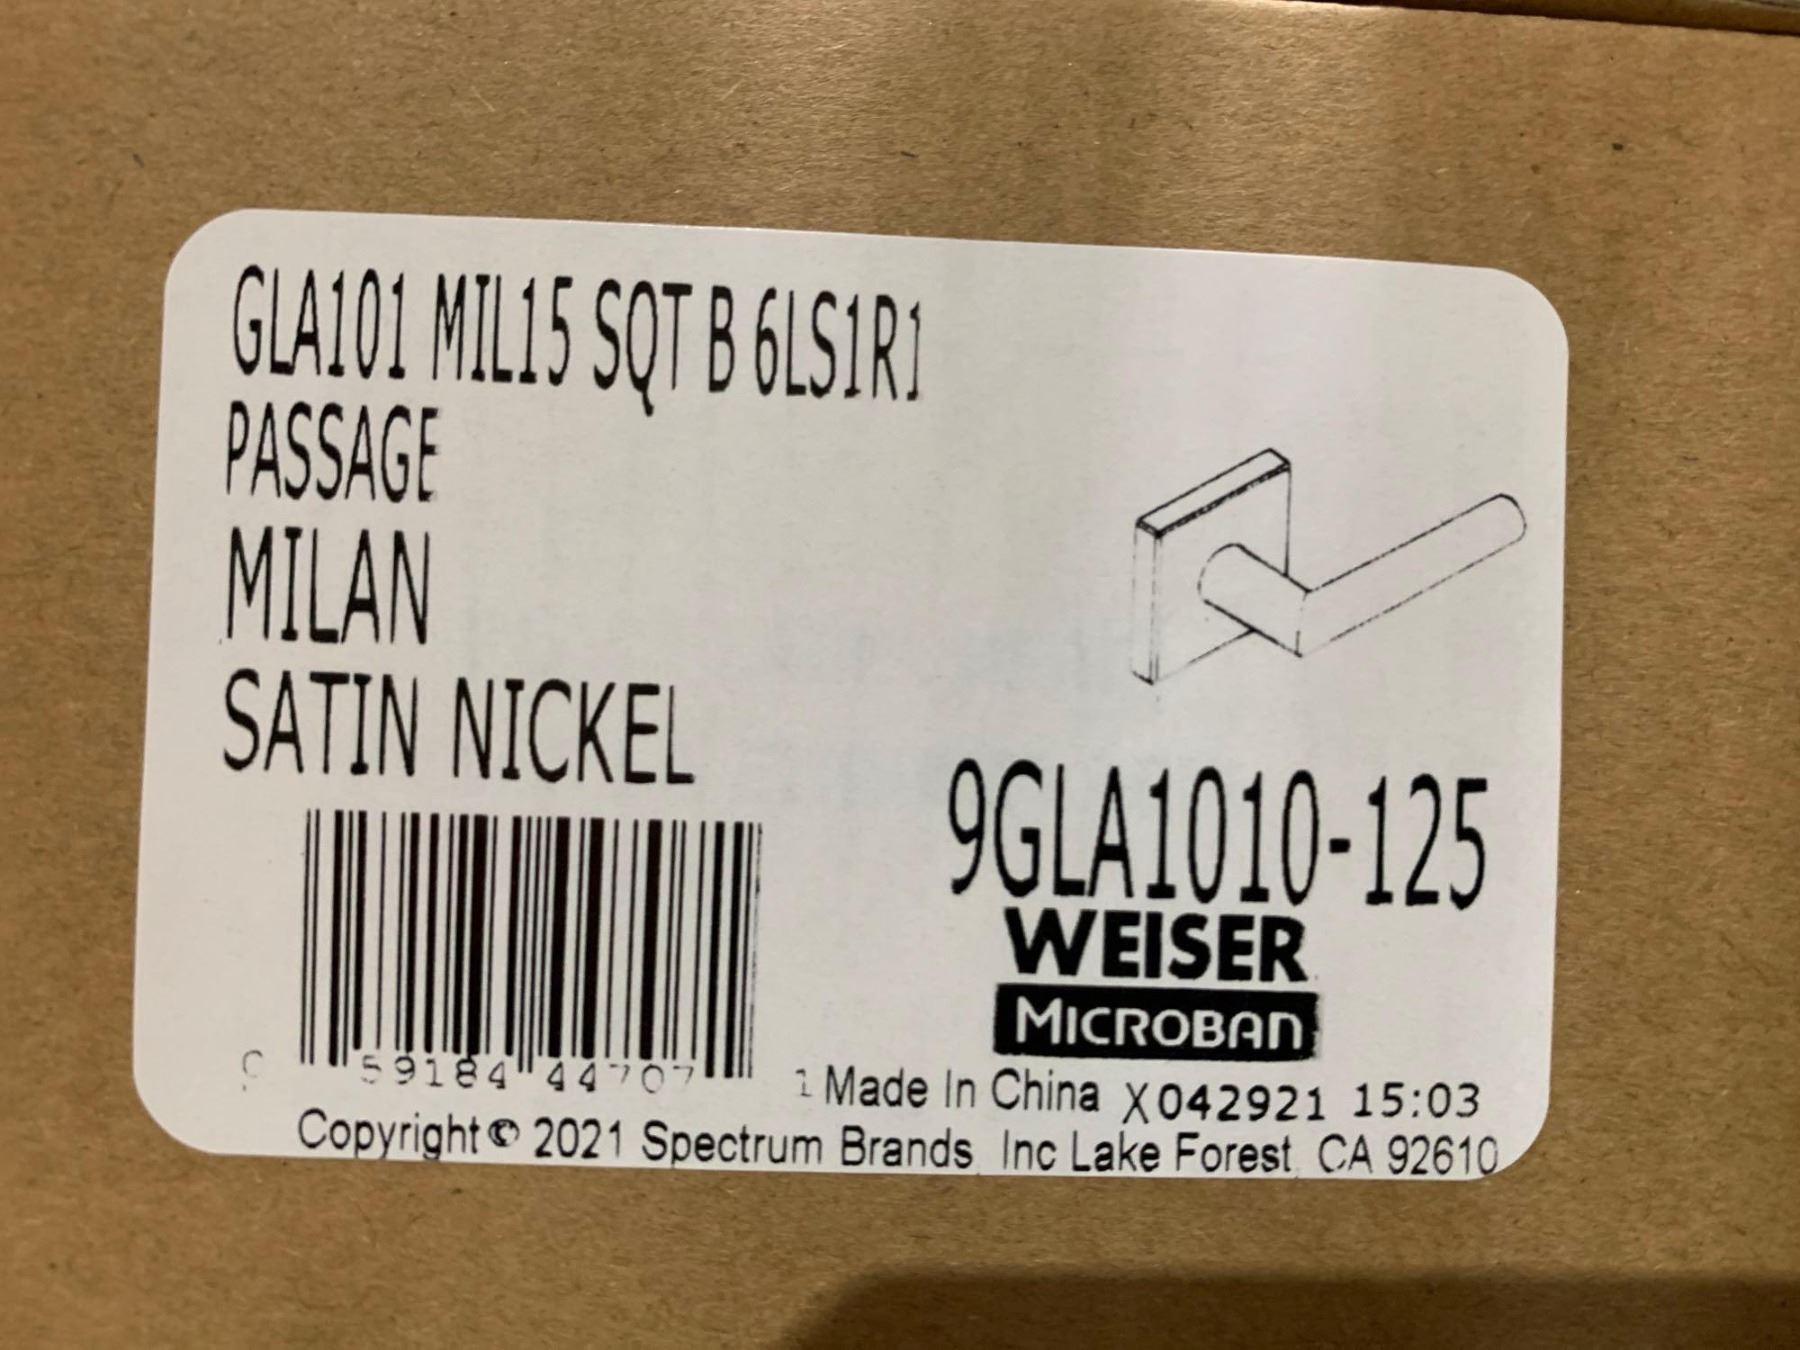 GLA101 MIL15 SQT B 6LS1R1
PASSAGE
MILAN
SATIN NICKEL
9GLA1010-125
WEISER
MICROBAN
59184 44707 1
Made In China X042921 15:03
Copyright © 2021 Spectrum Brands Inc Lake Forest CA 92610